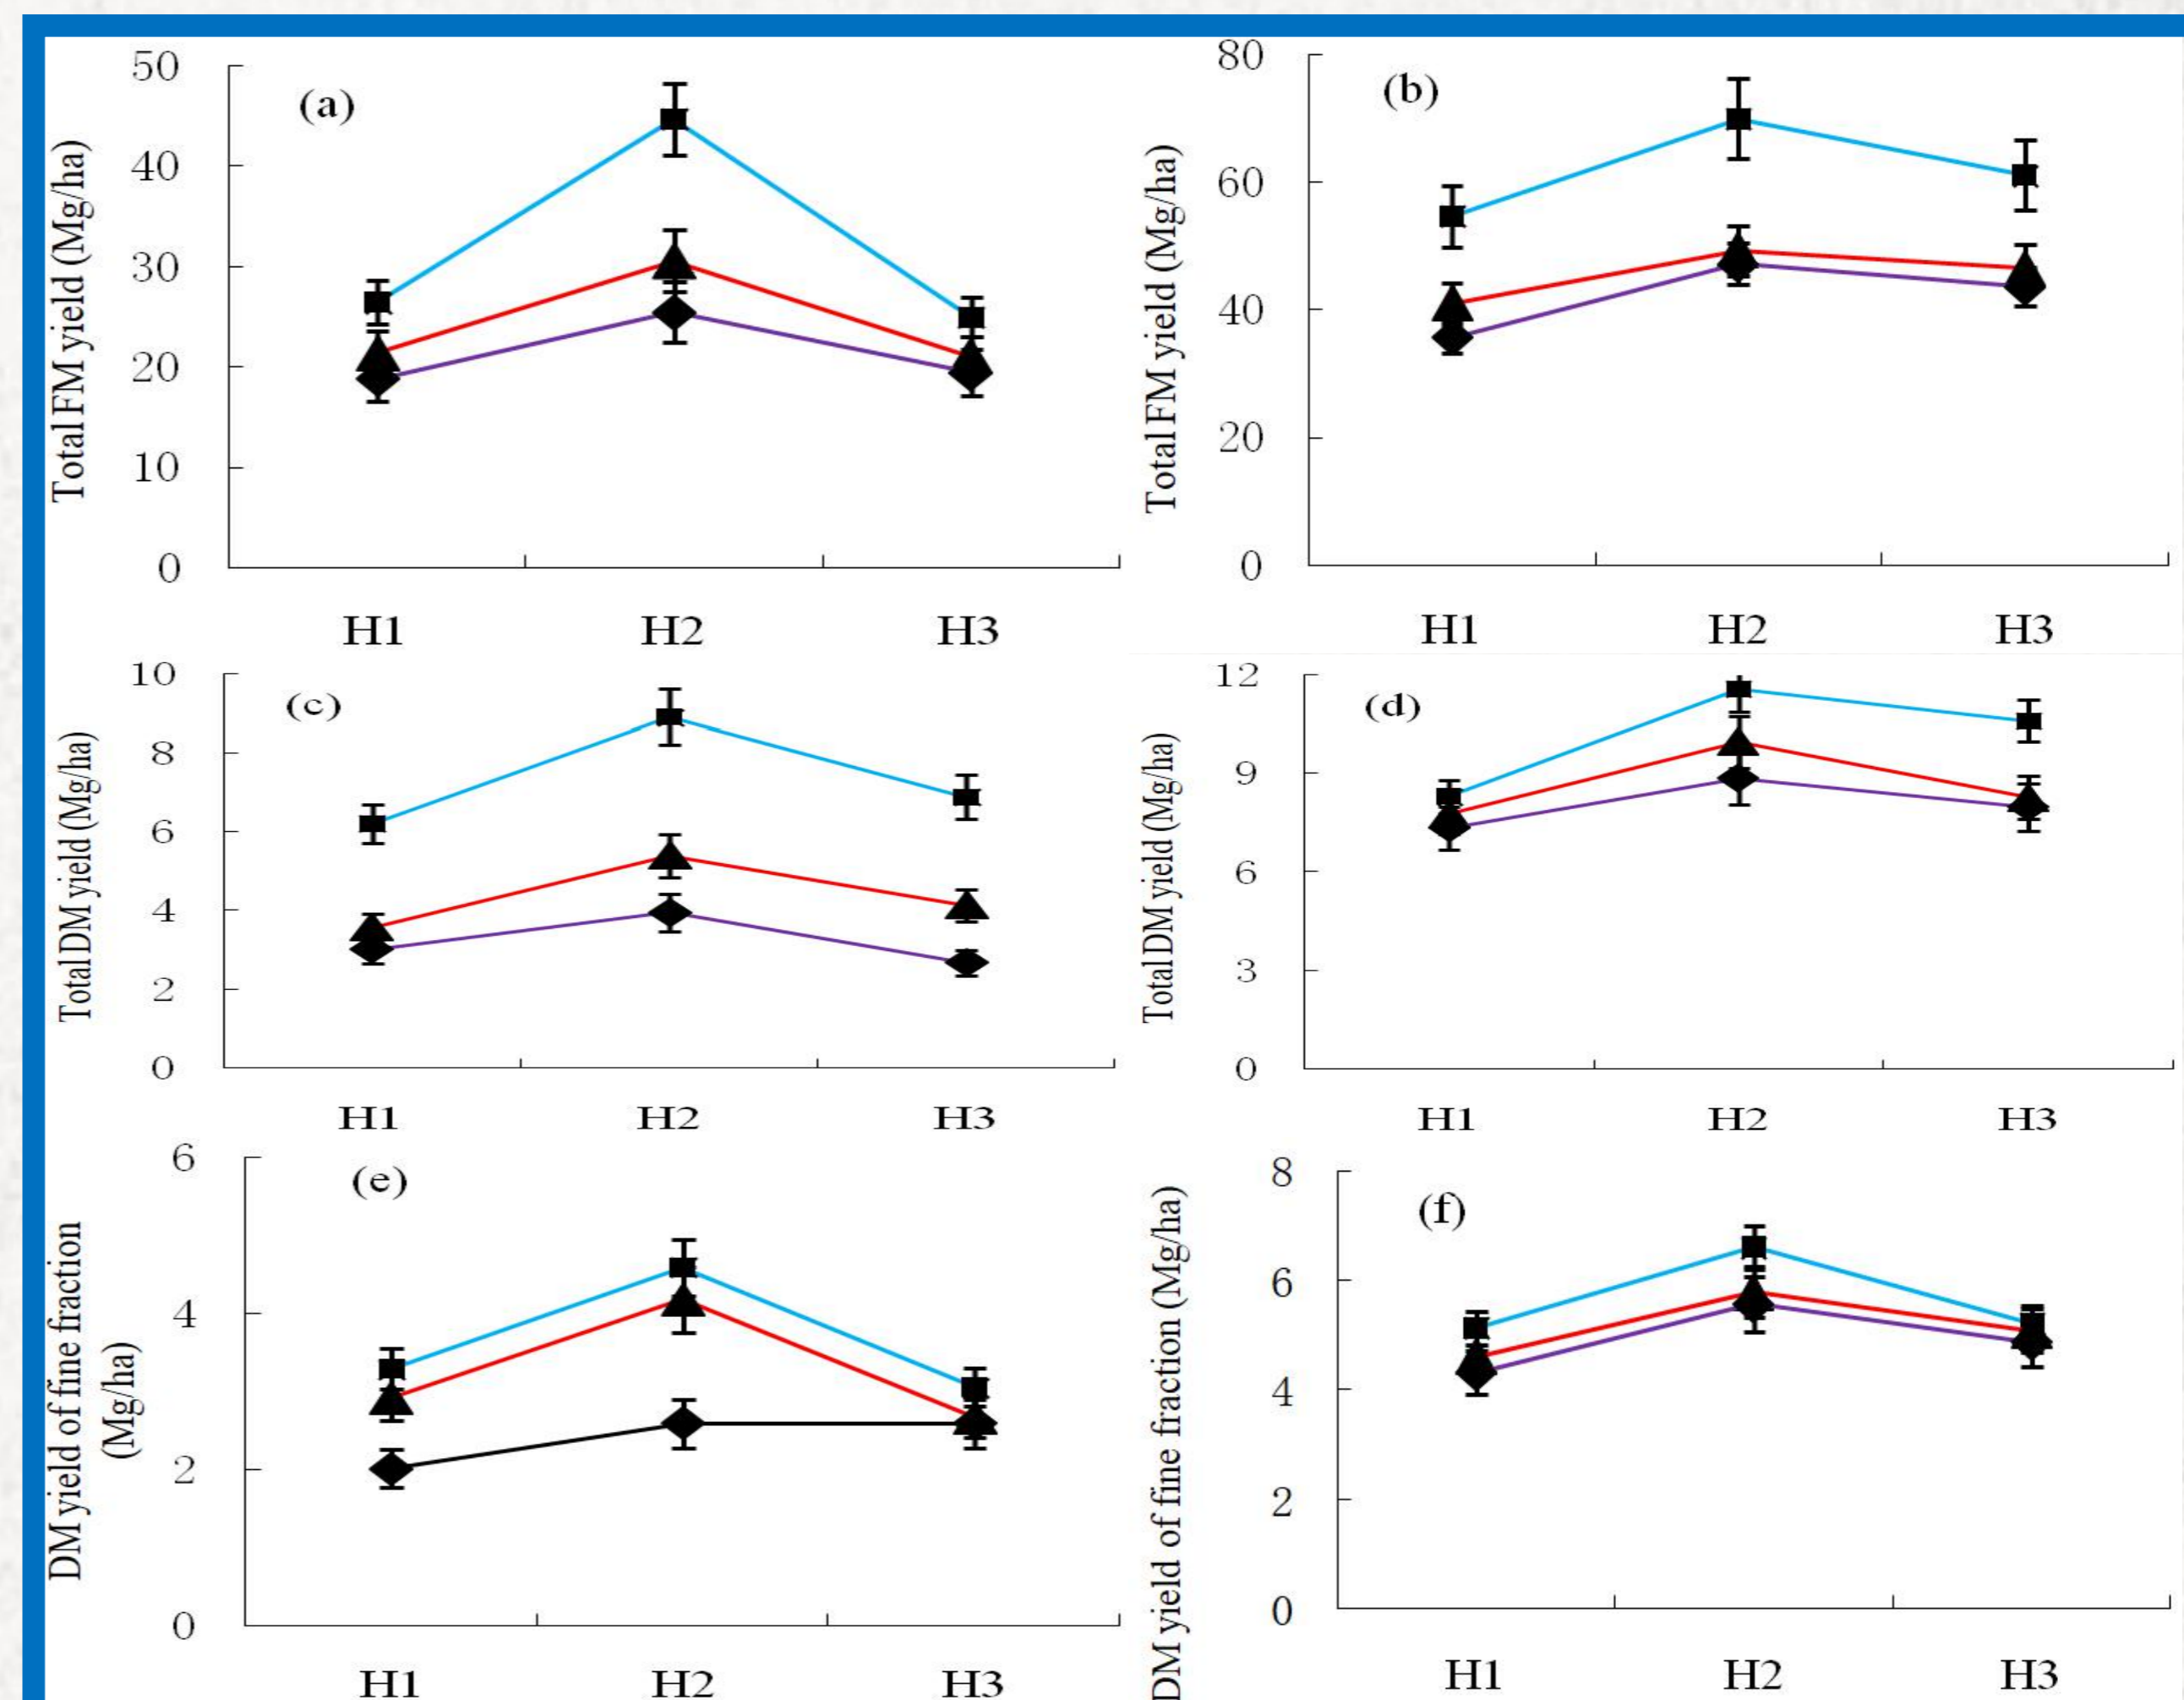 (a)
Total FM yield (Mg/ha)
50
40
30
20
10
0
H1 H2 H3
(b)
Total FM yield (Mg/ha)
80
60
40
20
0
H1 H2 H3
(c)
Total DM yield (Mg/ha)
10
8
6
4
2
0
H1 H2 H3
(d)
Total DM yield (Mg/ha)
12
9
6
3
0
H1 H2 H3
(e)
DM yield of fine fraction
(Mg/ha)
6
4
2
0
H1 H2 H3
(f)
DM yield of fine fraction (Mg/ha)
8
6
4
2
0
H1 H2 H3